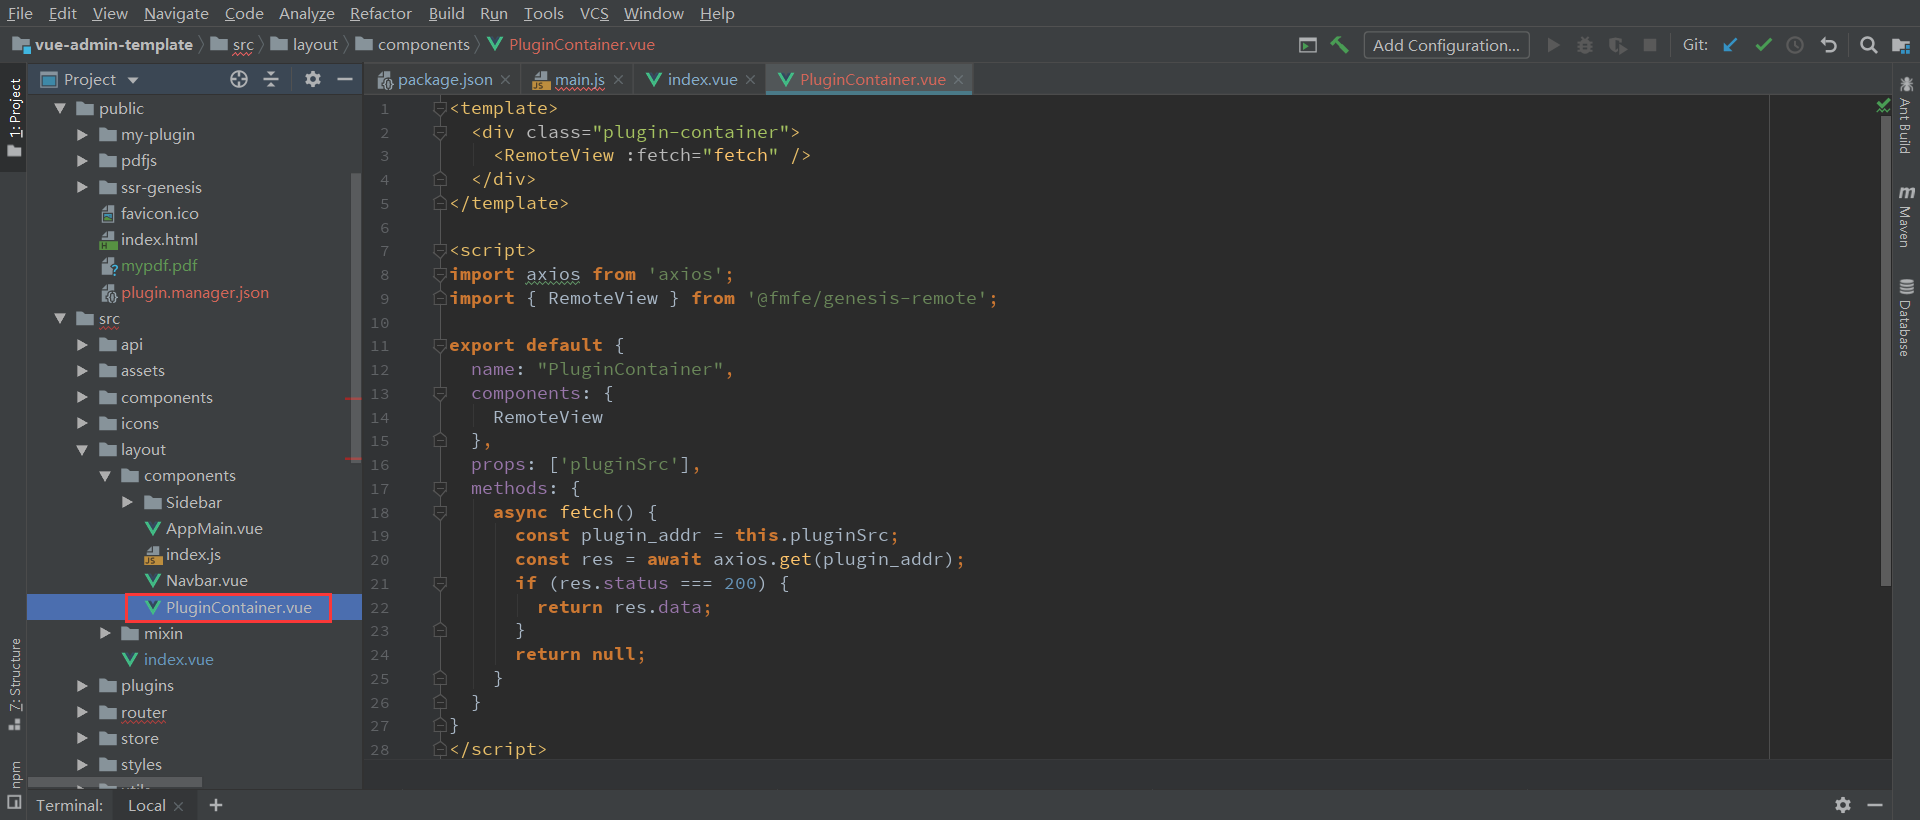 File Edit View Navigate Code Analyze Refactor Build Run Tools VCS Window Help
vue-admin-template src layout components PluginContainer.vue Add Configuration... Git:
1: Project
Project
public
my-plugin
pdfjs
ssr-genesis
favicon.ico
index.html
mypdf.pdf
plugin.manager.json
src
api
assets
components
icons
layout
components
Sidebar
AppMain.vue
index.js
Navbar.vue
PluginContainer.vue
mixin
index.vue
plugins
router
store
styles
7: Structure
npm
package.json main.js index.vue PluginContainer.vue
1 <template>
2 <div class="plugin-container">
3 <RemoteView :fetch="fetch" />
4 </div>
5 </template>
6
7 <script>
8 import axios from 'axios';
9 import { RemoteView } from '@fmfe/genesis-remote';
10
11 export default {
12 name: "PluginContainer",
13 components: {
14 RemoteView
15 },
16 props: ['pluginSrc'],
17 methods: {
18 async fetch() {
19 const plugin_addr = this.pluginSrc;
20 const res = await axios.get(plugin_addr);
21 if (res.status === 200) {
22 return res.data;
23 }
24 return null;
25 }
26 }
27 }
28 </script>
Ant Build
Maven
Database
Terminal: Local